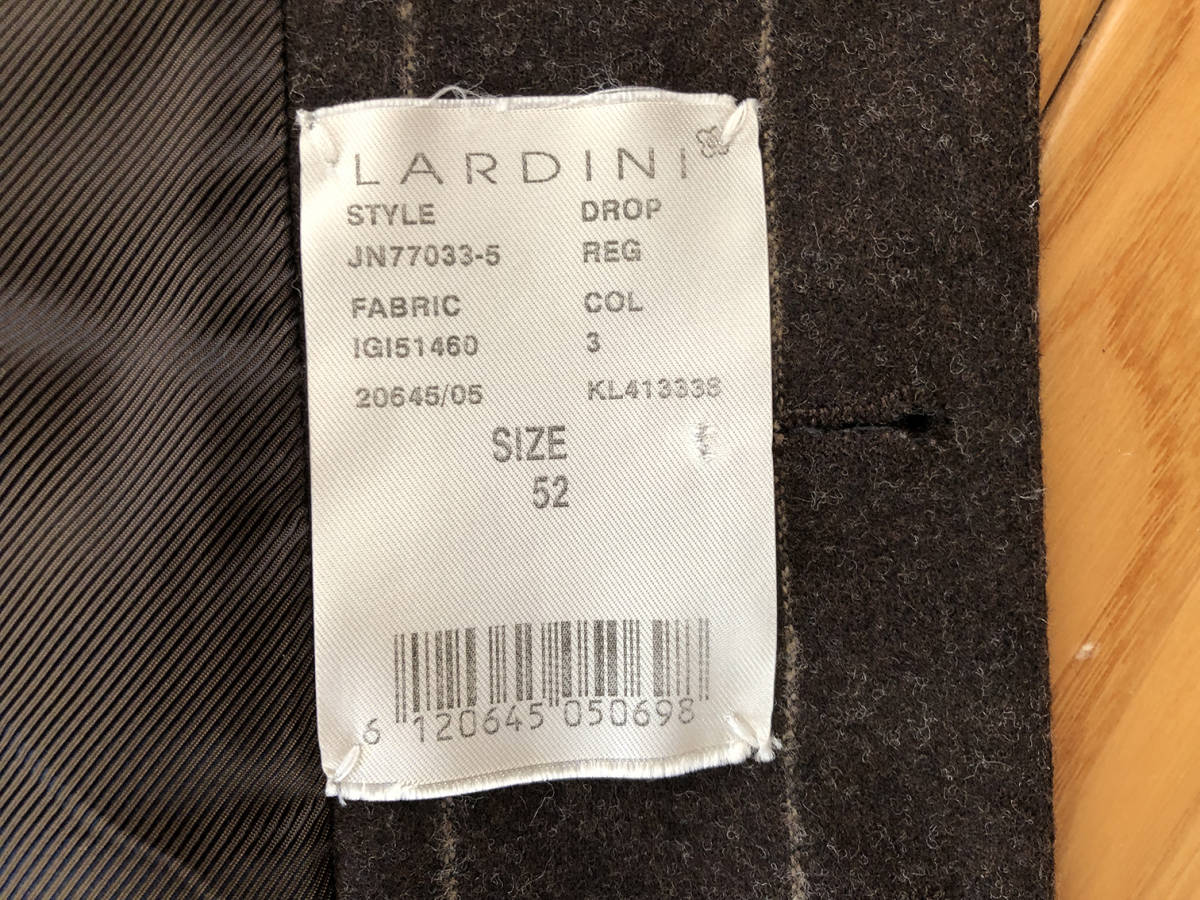 LARDINI
STYLE DROP
JN77033-5 REG
FABRIC COL
IGI51460 3
20645/05 KL413338
SIZE
52
6 120645 050698